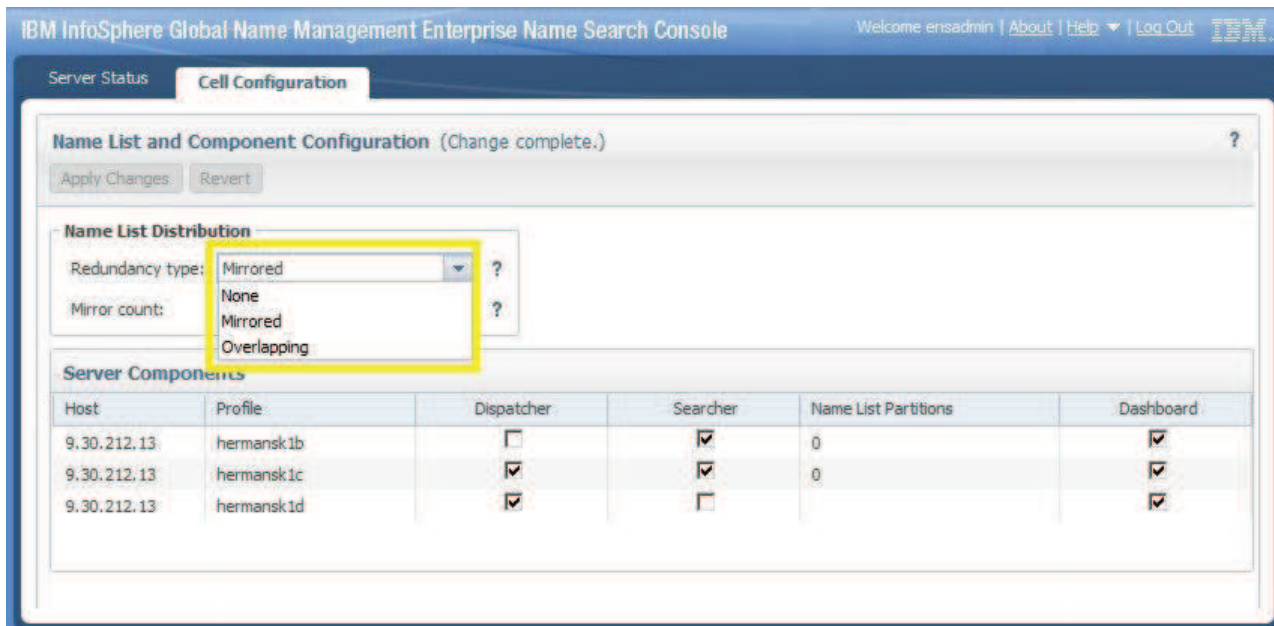 IBM InfoSphere Global Name Management Enterprise Name Search Console Welcome ensadmin | About | Help | Log Out IBM
Server Status Cell Configuration
Name List and Component Configuration (Change complete.) ?
Apply Changes Revert
Name List Distribution
Redundancy type: Mirrored ?
None
Mirror count: ?
Mirrored
Overlapping
Server Components
Host Profile Dispatcher Searcher Name List Partitions Dashboard
9.30.212.13 hermansk1b 0
9.30.212.13 hermansk1c 0
9.30.212.13 hermansk1d